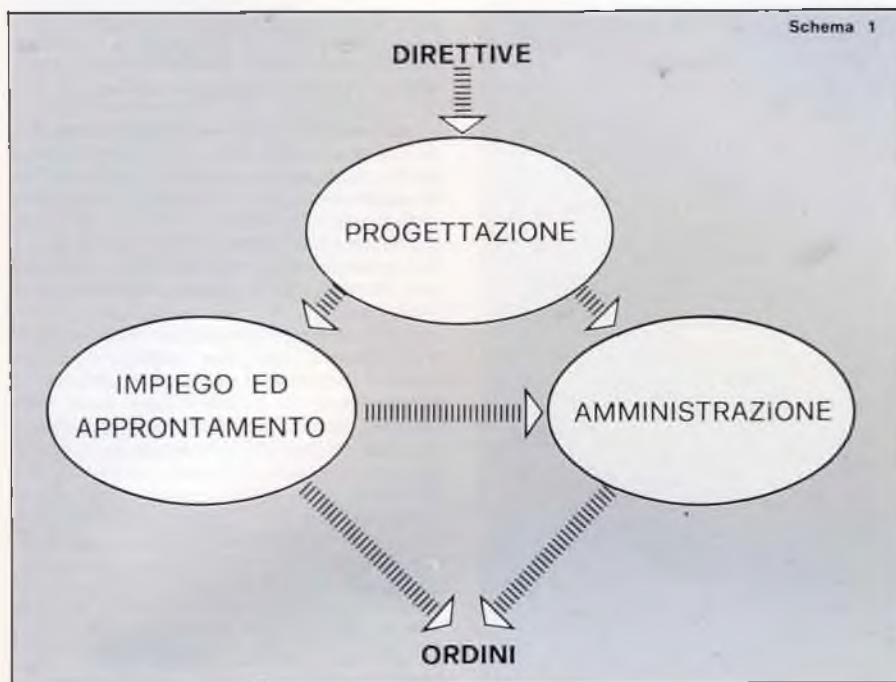 Schema 1
DIRETTIVE
PROGETTAZIONE
IMPIEGO ED
APPRONTAMENTO
AMMINISTRAZiONE
ORDINI